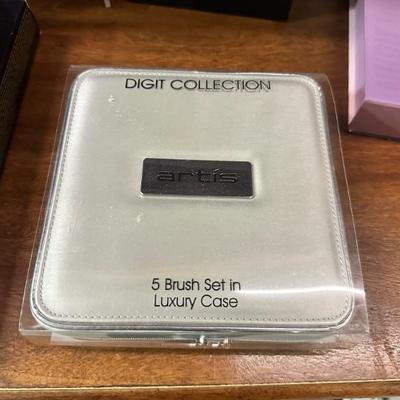 DIGIT COLLECTION
artis
5 Brush Set in
Luxury Case